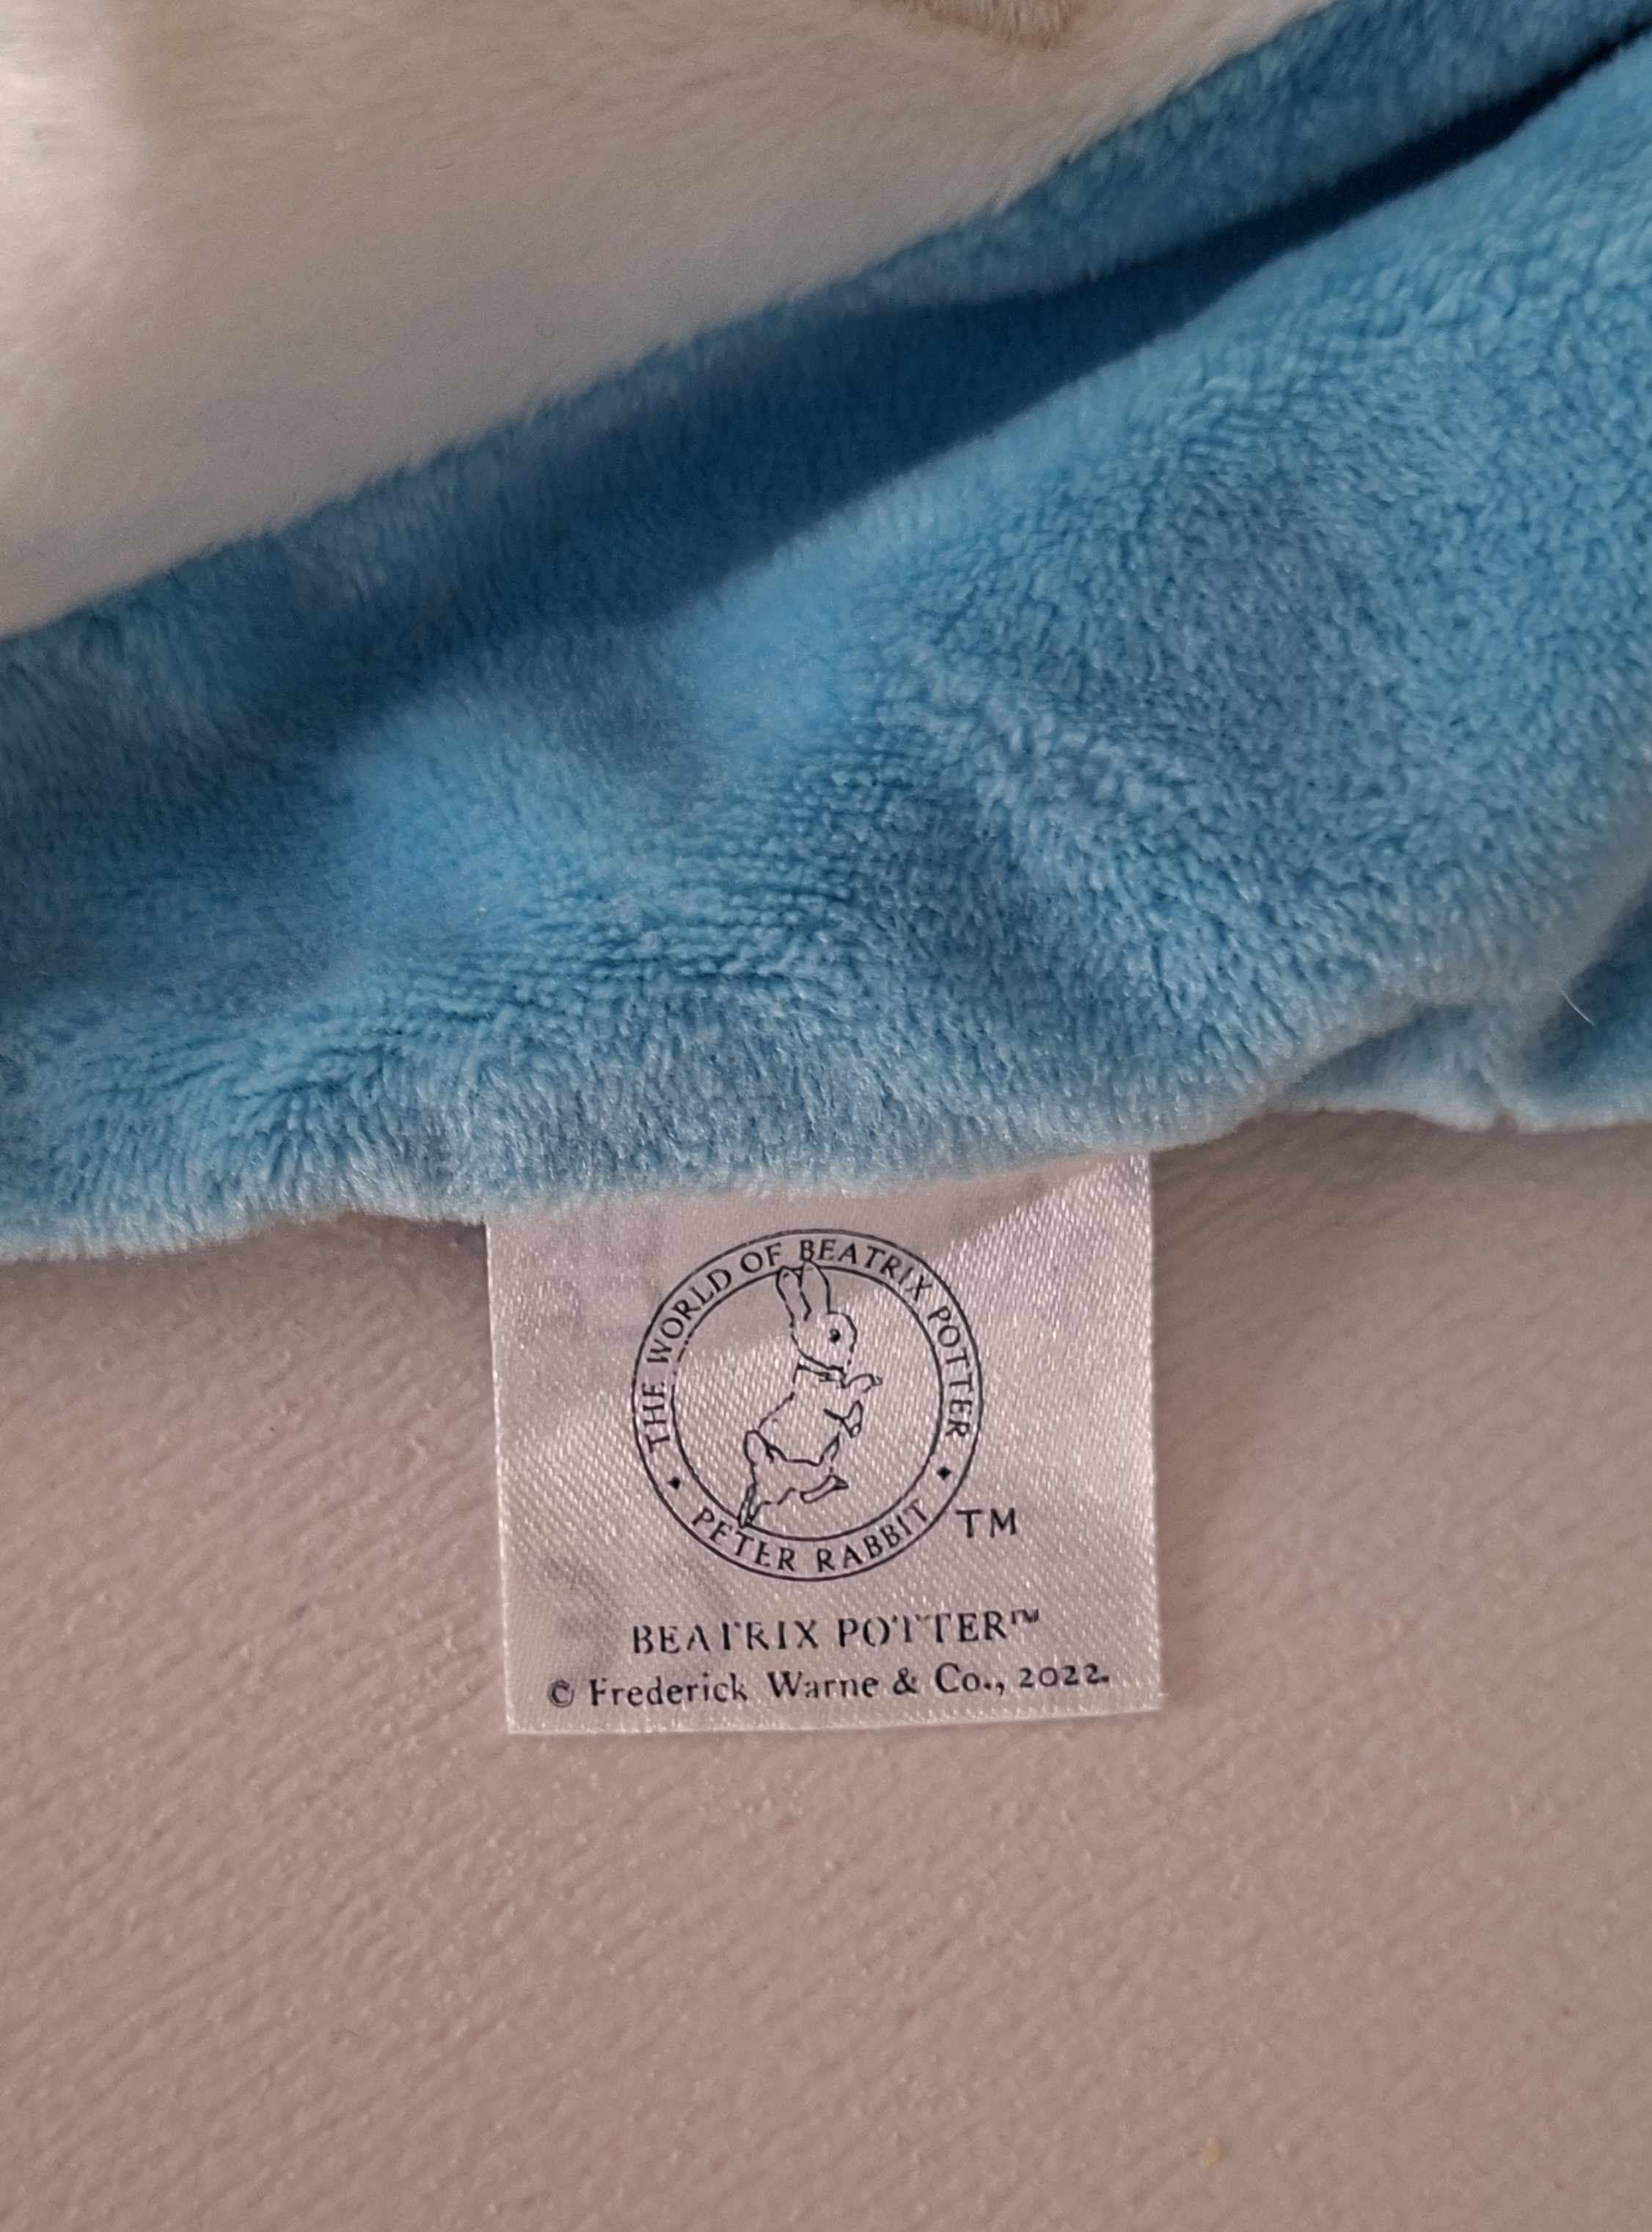 THE WORLD OF BEATRIX POTTER
PETER RABBIT
TM
BEATRIX POTTER™
© Frederick Warne & Co., 2022.